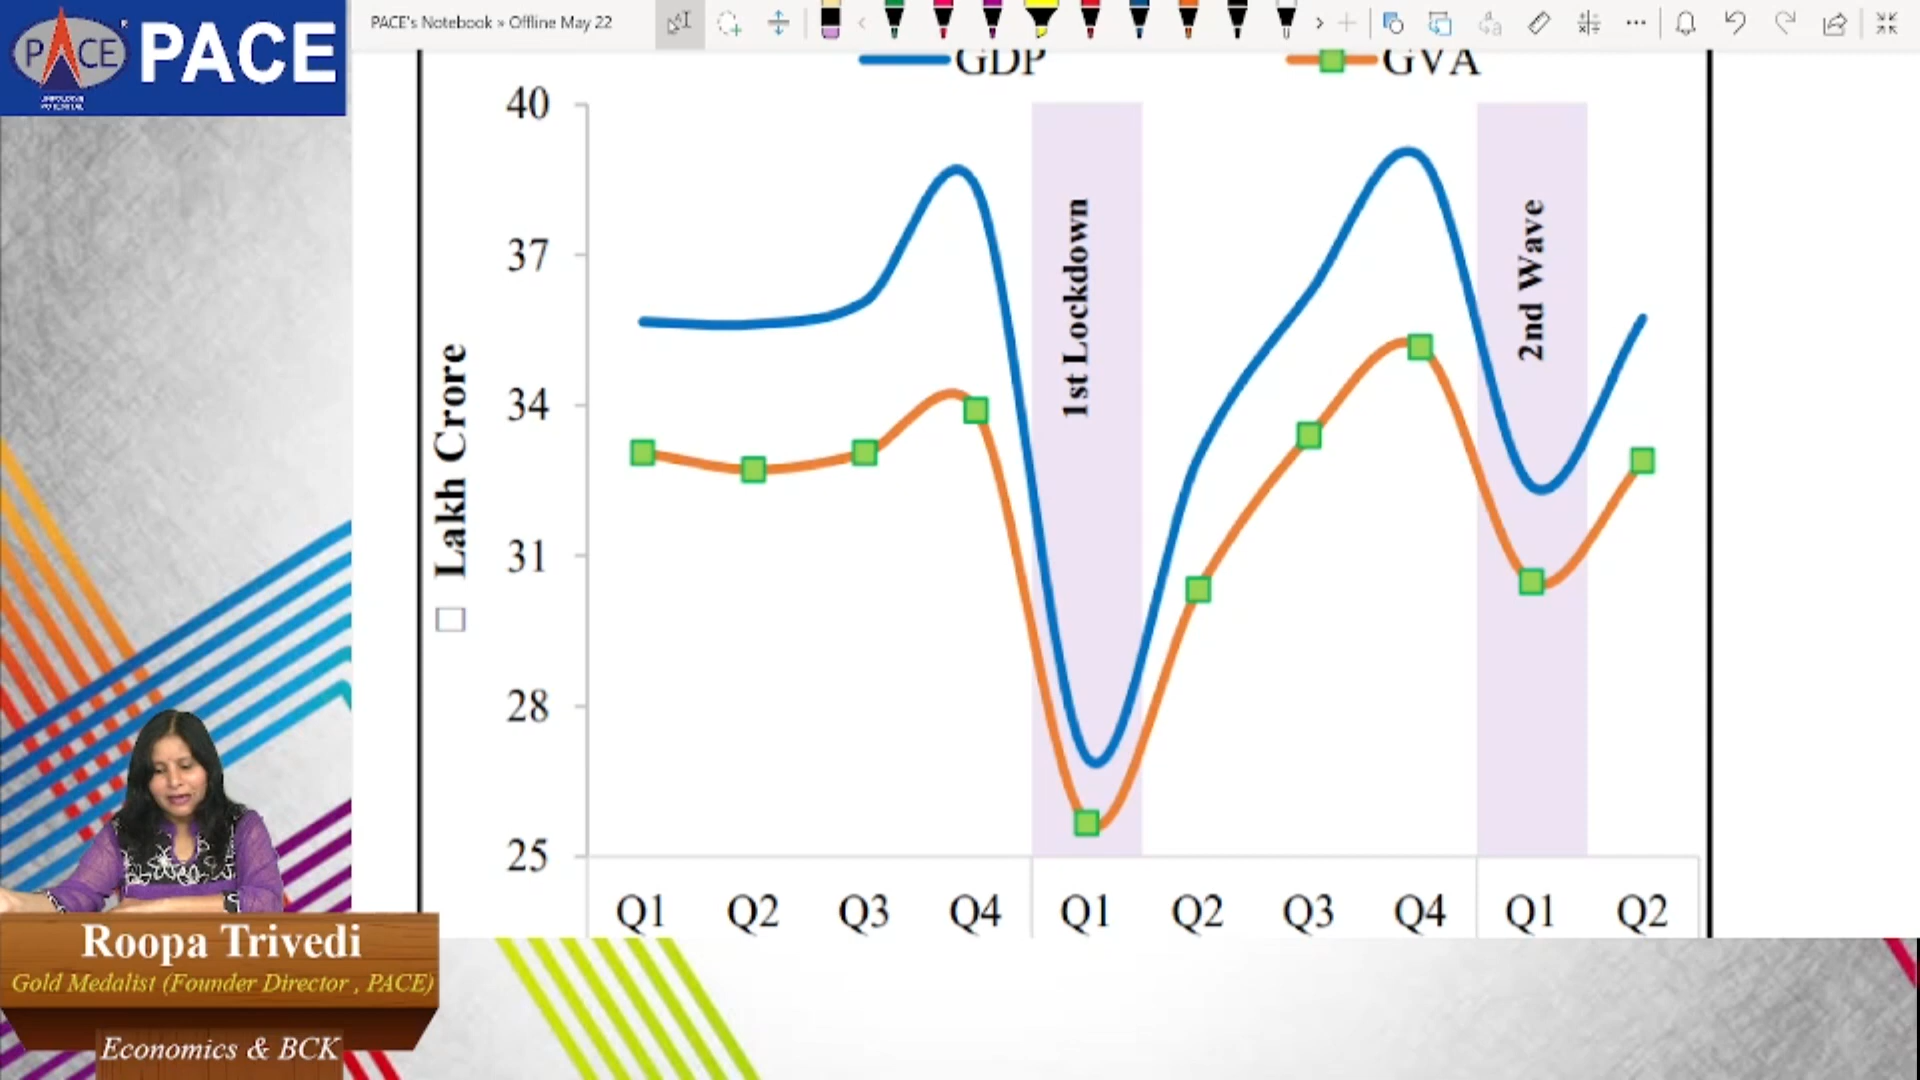 PACE
PACE
PACE's Notebook » Offline May 22
GDP
GVA
40
37
34
31
28
25
Lakh Crore
1st Lockdown
2nd Wave
Q1 Q2 Q3 Q4 Q1 Q2 Q3 Q4 Q1 Q2
Roopa Trivedi
Gold Medalist (Founder Director , PACE)
Economics & BCK